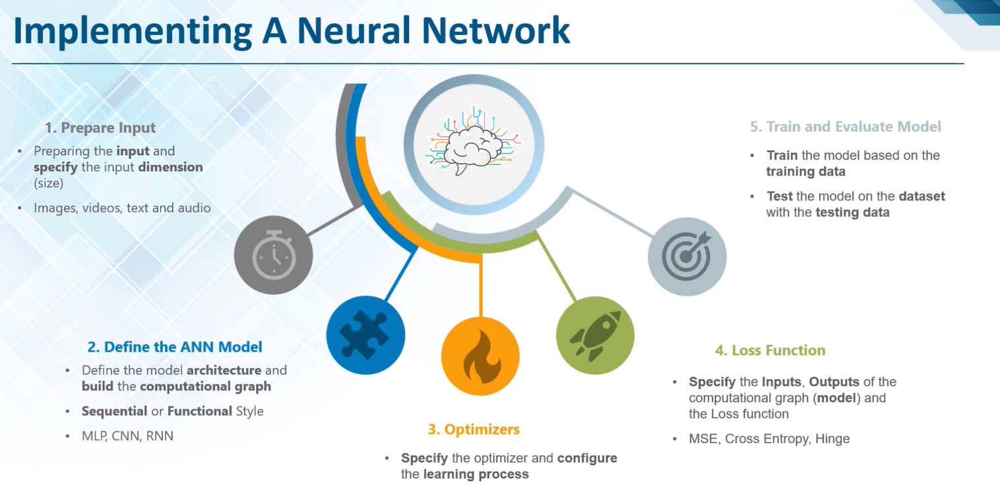 Implementing A Neural Network
1. Prepare Input
• Preparing the input and
specify the input dimension
(size)
• Images, videos, text and audio
2. Define the ANN Model
• Define the model architecture and
build the computational graph
• Sequential or Functional Style
• MLP, CNN, RNN
3. Optimizers
• Specify the optimizer and configure
the learning process
4. Loss Function
• Specify the Inputs, Outputs of the
computational graph (model) and
the Loss function
• MSE, Cross Entropy, Hinge
5. Train and Evaluate Model
• Train the model based on the
training data
• Test the model on the dataset
with the testing data